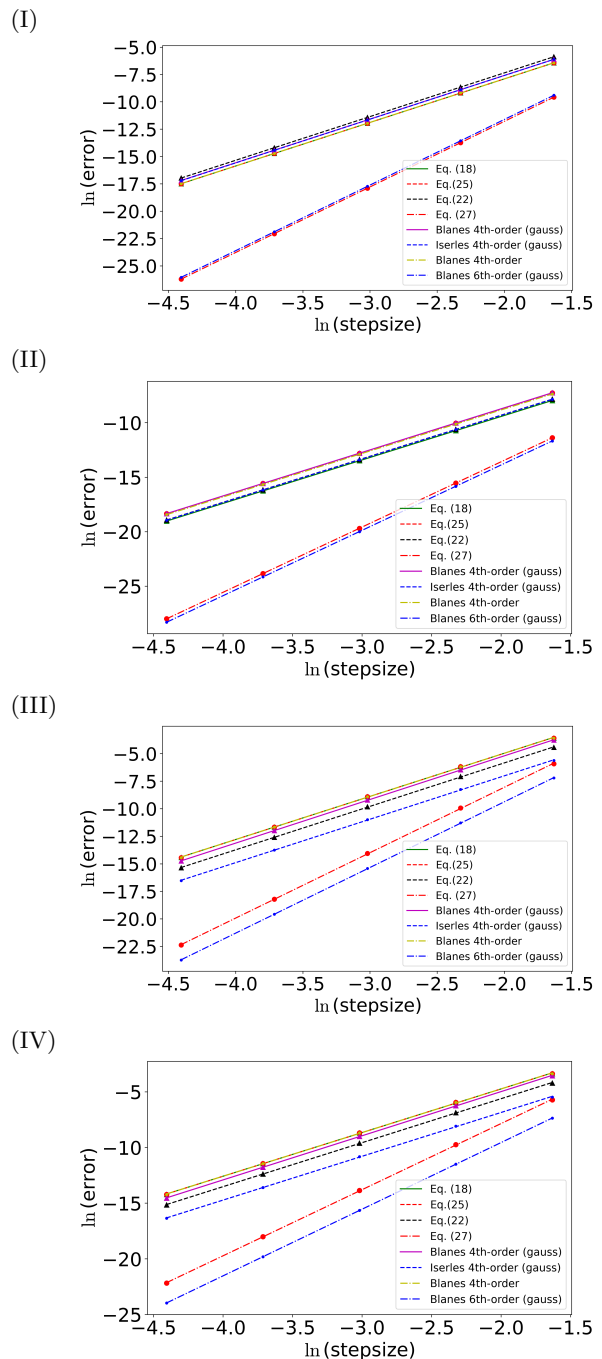 (I)
−5.0
−7.5
−10.0
−12.5
−15.0
−17.5
−20.0
−22.5
−25.0
ln (error)
Eq. (18)
Eq.(25)
Eq.(22)
Eq. (27)
Blanes 4th-order (gauss)
Iserles 4th-order (gauss)
Blanes 4th-order
Blanes 6th-order (gauss)
−4.5 −4.0 −3.5 −3.0 −2.5 −2.0 −1.5
ln (stepsize)
(II)
−10
−15
−20
−25
ln (error)
Eq. (18)
Eq.(25)
Eq.(22)
Eq. (27)
Blanes 4th-order (gauss)
Iserles 4th-order (gauss)
Blanes 4th-order
Blanes 6th-order (gauss)
−4.5 −4.0 −3.5 −3.0 −2.5 −2.0 −1.5
ln (stepsize)
(III)
−5.0
−7.5
−10.0
−12.5
−15.0
−17.5
−20.0
−22.5
ln (error)
Eq. (18)
Eq.(25)
Eq.(22)
Eq. (27)
Blanes 4th-order (gauss)
Iserles 4th-order (gauss)
Blanes 4th-order
Blanes 6th-order (gauss)
−4.5 −4.0 −3.5 −3.0 −2.5 −2.0 −1.5
ln (stepsize)
(IV)
−5
−10
−15
−20
−25
ln (error)
Eq. (18)
Eq.(25)
Eq.(22)
Eq. (27)
Blanes 4th-order (gauss)
Iserles 4th-order (gauss)
Blanes 4th-order
Blanes 6th-order (gauss)
−4.5 −4.0 −3.5 −3.0 −2.5 −2.0 −1.5
ln (stepsize)